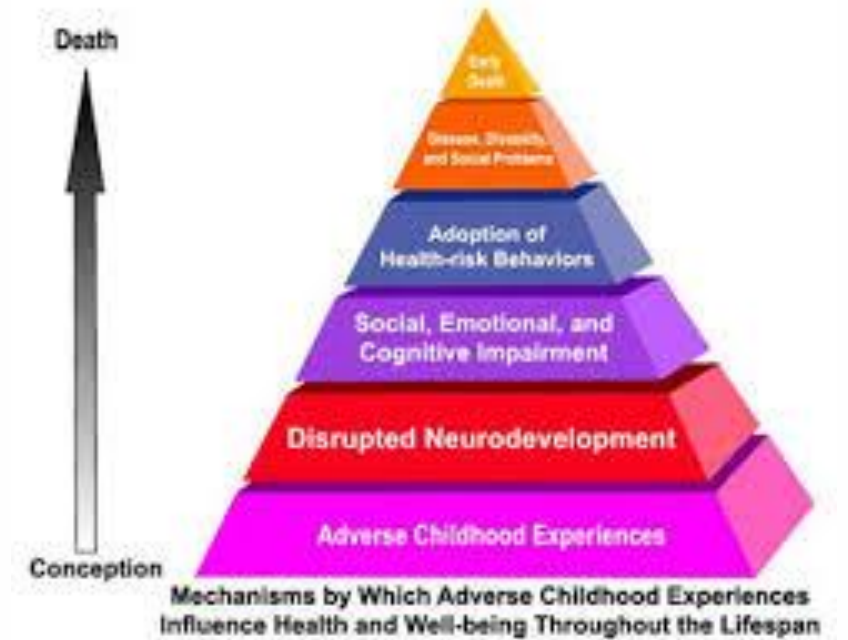 Death
Early
Death
Disease, Disability,
and Social Problems
Adoption of
Health-risk Behaviors
Social, Emotional, and
Cognitive Impairment
Disrupted Neurodevelopment
Adverse Childhood Experiences
Conception
Mechanisms by Which Adverse Childhood Experiences
Influence Health and Well-being Throughout the Lifespan